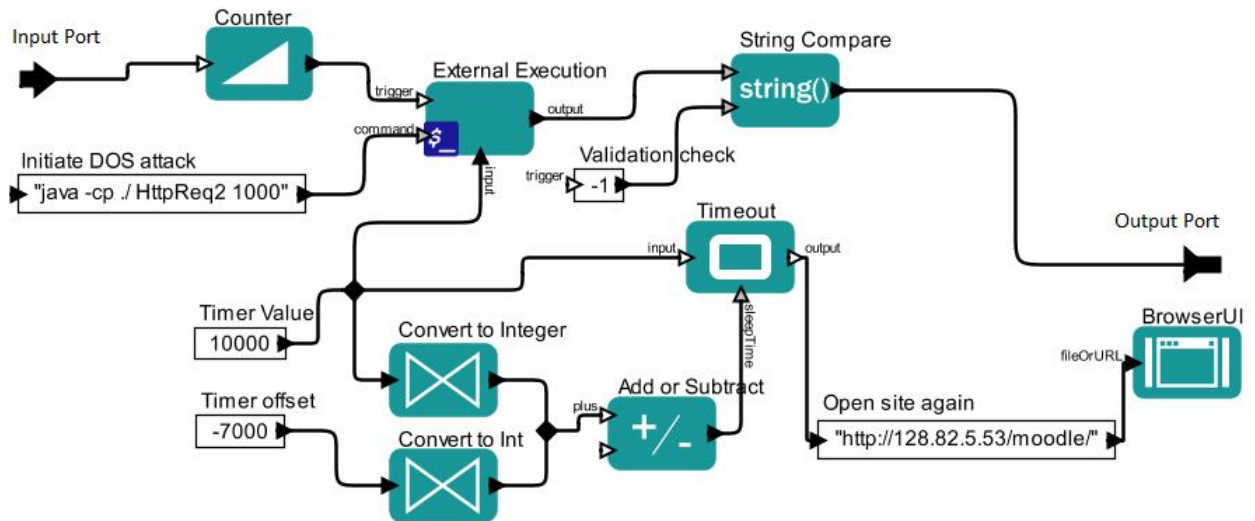 Counter
Input Port
String Compare
External Execution
trigger
output
string()
command
$_
Initiate DOS attack
Validation check
trigger
-1
"java -cp ./ HttpReq2 1000"
input
Timeout
Output Port
input
output
Timer Value
sleepTime
BrowserUI
10000
Convert to Integer
fileOrURL
Add or Subtract
Timer offset
plus
Open site again
-7000
Convert to Int
+/-
"http://128.82.5.53/moodle/"